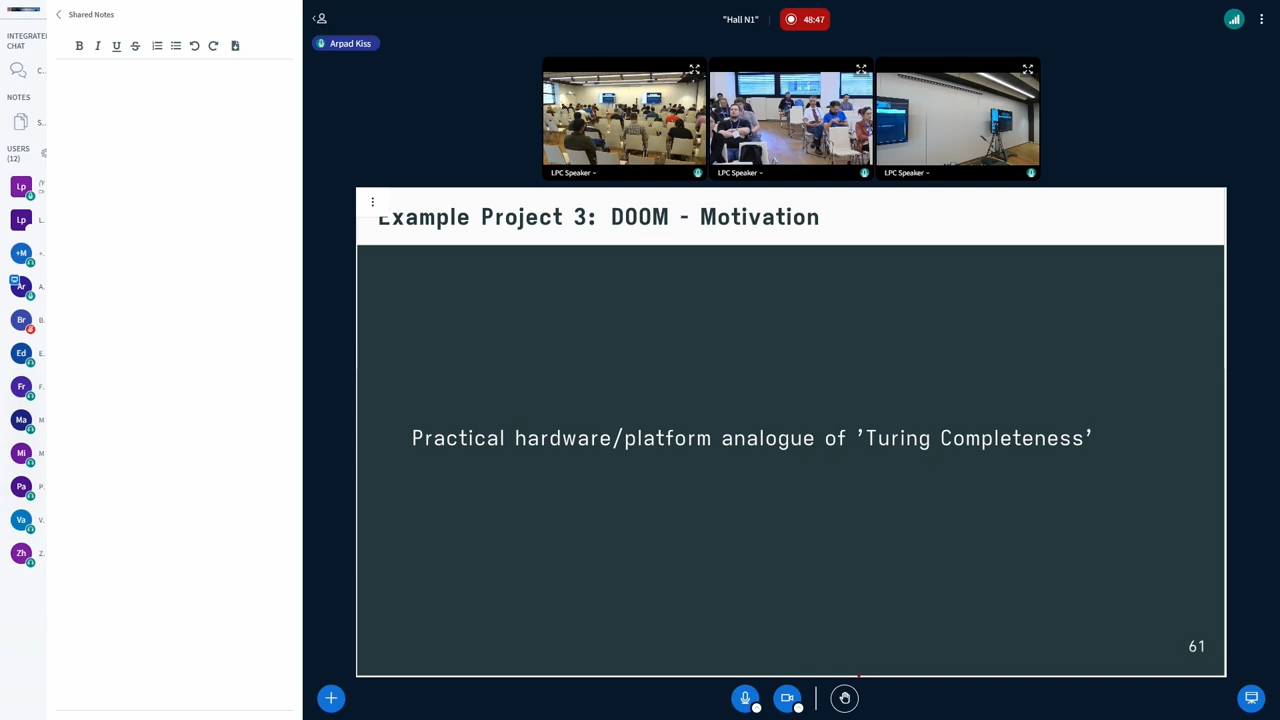 Shared Notes
INTEGRATE
CHAT
C..
NOTES
S..
USERS
(12)
Lp
Lp
L..
+M
+..
Ar
A.
Br
B.
Ed
E.
Fr
F.
Ma
M
Mi
M
Pa
P.
Va
V.
Zh
Z.
B I U S
"Hall N1"
48:47
Arpad Kiss
LPC Speaker
LPC Speaker
LPC Speaker
Example Project 3: DOOM - Motivation
Practical hardware/platform analogue of 'Turing Completeness'
61